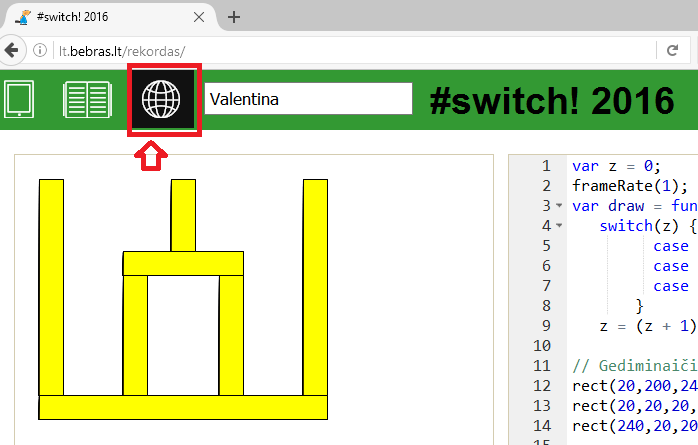 #switch! 2016
lt.bebras.lt/rekordas/
Valentina
#switch! 2016
1 var z = 0;
2 frameRate(1);
3 var draw = fun
4 switch(z) {
5 case
6 case
7 case
8 }
9 z = (z + 1)
10
11 // Gediminaiči
12 rect(20,200,24
13 rect(20,20,20,
14 rect(240,20,20